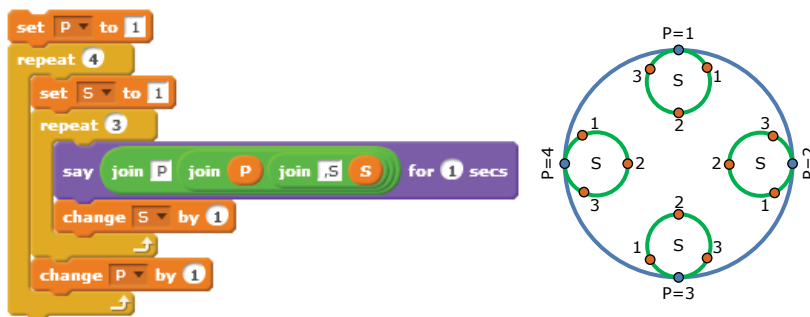 set P to 1
repeat 4
set S to 1
repeat 3
say join P join P join ,S S for 1 secs
change S by 1
change P by 1
P=1
3 S 1
2
1
S 2
3
P=4
3
2 S
1
P=2
2
1 S 3
P=3